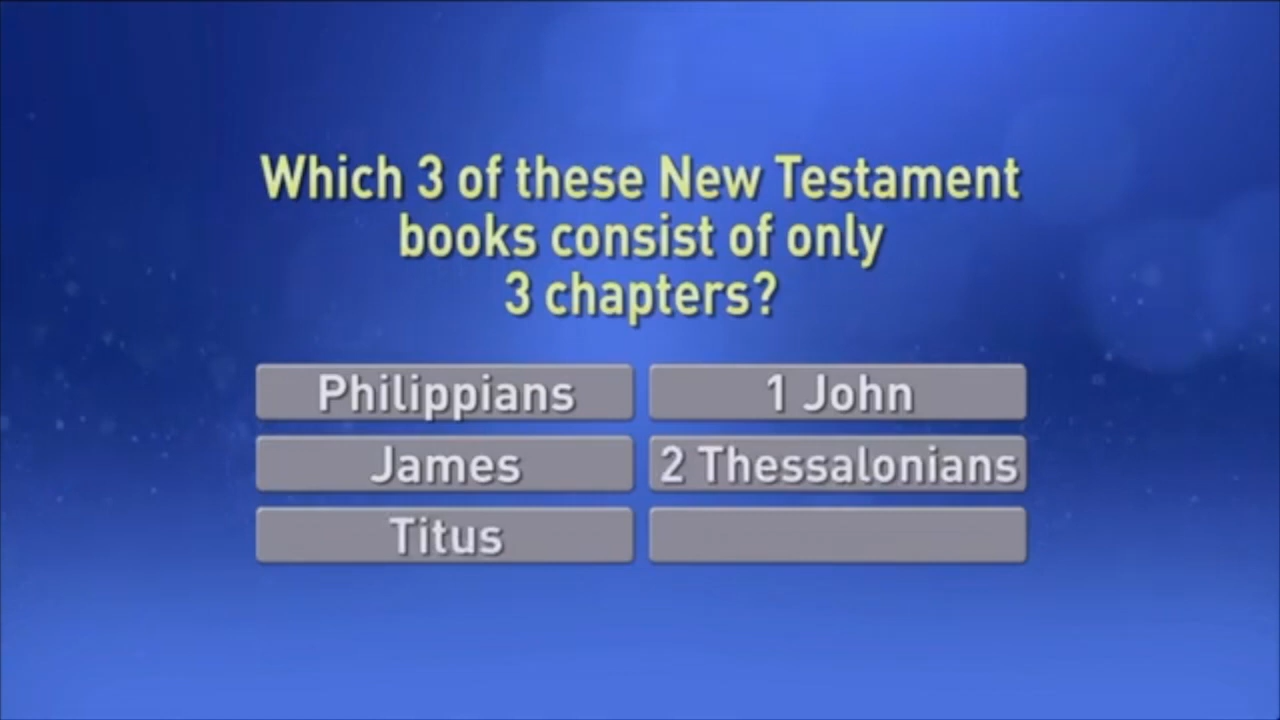 Which 3 of these New Testament
books consist of only
3 chapters?
Philippians
1 John
James
2 Thessalonians
Titus